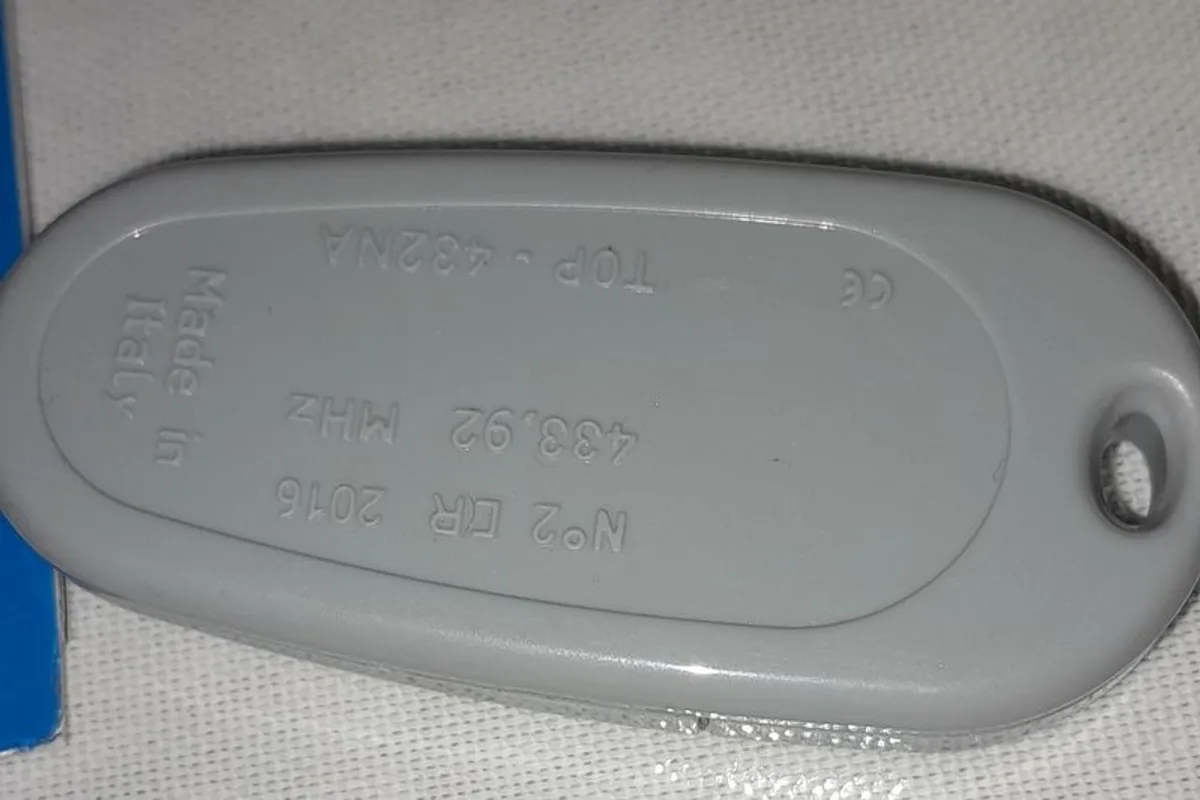 CE
TOP - 432NA
433.92 MHz
N°2 CR 2016
Made in
Italy